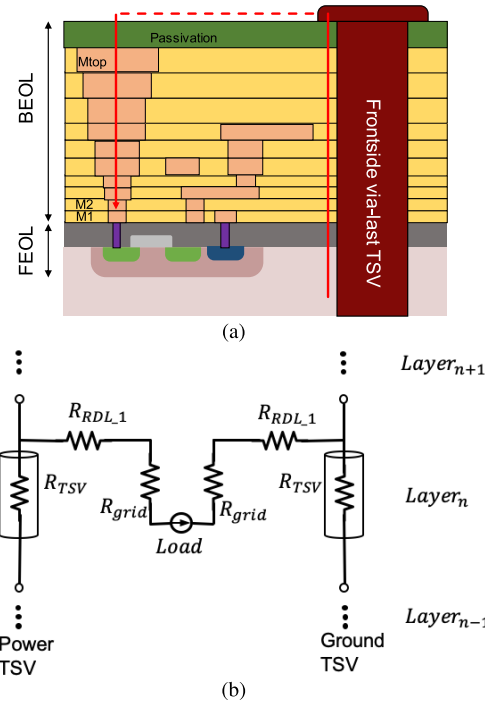 Passivation
BEOL
Mtop
Frontside via-last TSV
M2
M1
FEOL
(a)
Layer_{n+1}
R_{RDL_1}
R_{RDL_1}
R_{TSV}
R_{grid}
R_{grid}
R_{TSV}
Layer_n
Load
Layer_{n-1}
Power
TSV
Ground
TSV
(b)